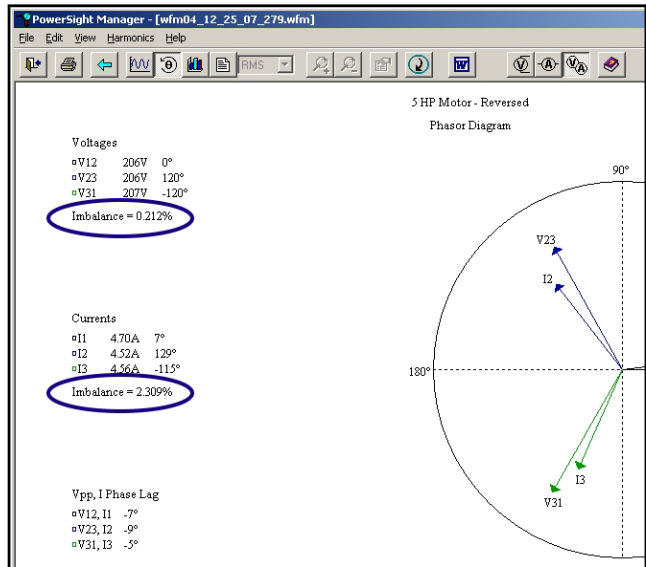 PowerSight Manager - [wfm04_12_25_07_279.wfm]
File Edit View Harmonics Help
RMS W V A V A
5 HP Motor - Reversed
Phasor Diagram
Voltages
V12 206V 0°
V23 206V 120°
V31 207V -120°
Imbalance = 0.212%
Currents
I1 4.70A 7°
I2 4.52A 129°
I3 4.56A -115°
Imbalance = 2.309%
Vpp, I Phase Lag
V12, I1 -7°
V23, I2 -9°
V31, I3 -5°
90°
V23
I2
180°
I3
V31